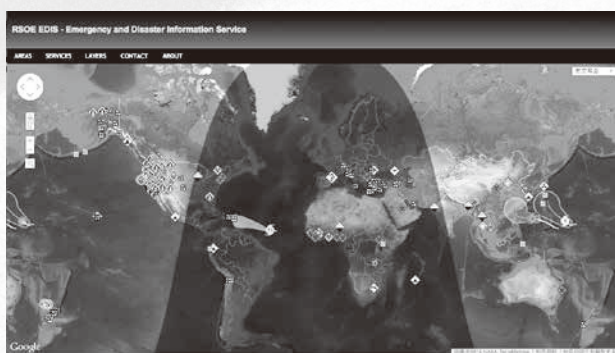 RSOE EDIS - Emergency and Disaster Information Service
AREAS SERVICES LAYERS CONTACT ABOUT
Google